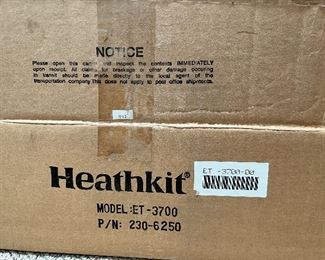 NOTICE
Please open this carton and inspect the contents IMMEDIATELY
upon receipt. All claims for breakage or other damage occuring
in transit should be made directly to the local agent of the
transportation company. This does not apply to post office shipments.
Heathkit®
ET -3700-00
MODEL:ET-3700
P/N: 230-6250